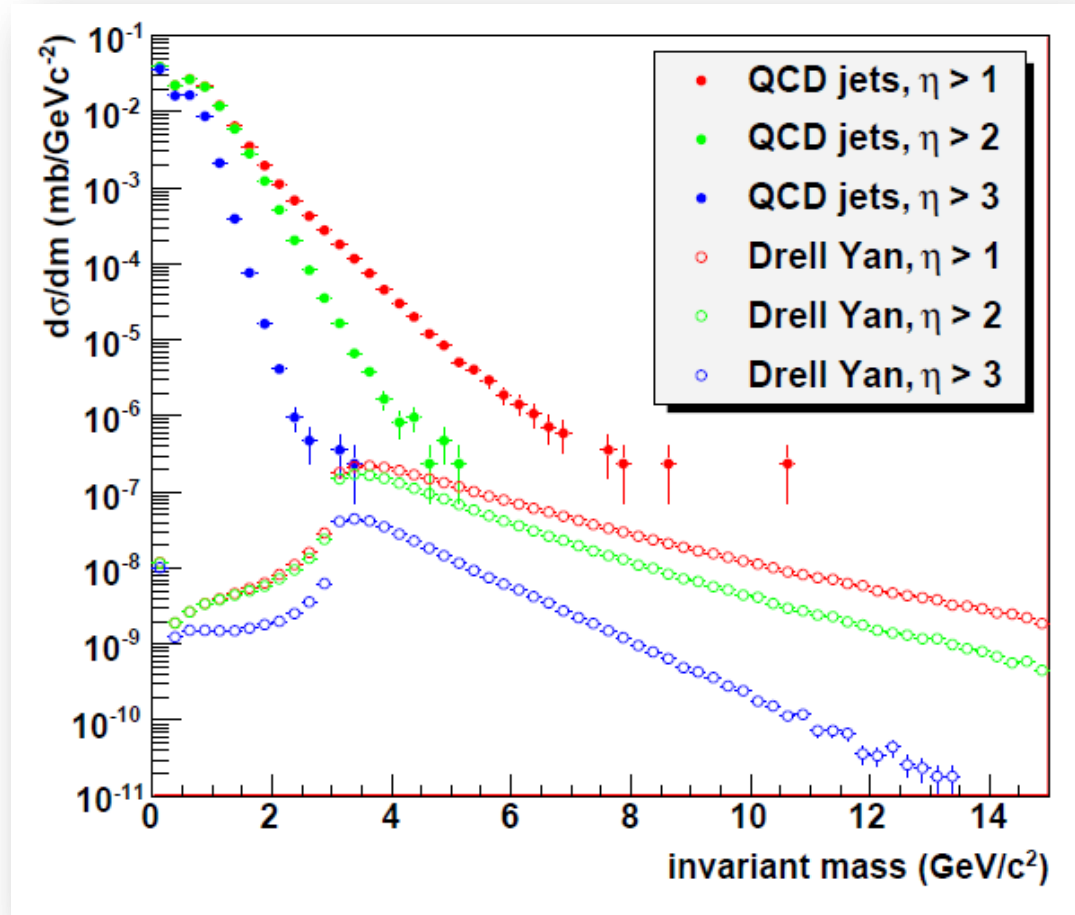 dσ/dm (mb/GeVc⁻²)
10⁻¹
10⁻²
10⁻³
10⁻⁴
10⁻⁵
10⁻⁶
10⁻⁷
10⁻⁸
10⁻⁹
10⁻¹⁰
10⁻¹¹
QCD jets, η > 1
QCD jets, η > 2
QCD jets, η > 3
Drell Yan, η > 1
Drell Yan, η > 2
Drell Yan, η > 3
0 2 4 6 8 10 12 14
invariant mass (GeV/c²)